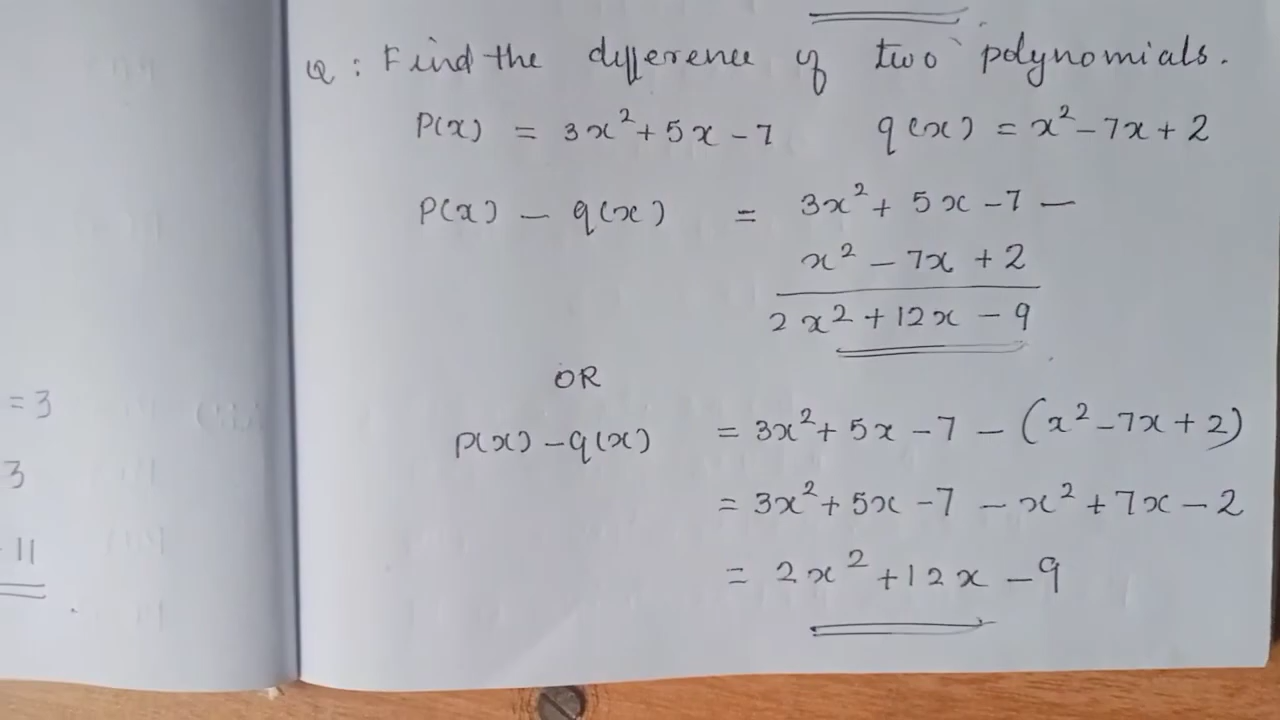 = 3
3
11
Q : Find the difference of two polynomials.
P(x) = 3x² + 5x - 7 q(x) = x² - 7x + 2
P(x) - q(x) = 3x² + 5x - 7 -
x² - 7x + 2
2x² + 12x - 9
OR
P(x) - q(x) = 3x² + 5x - 7 - (x² - 7x + 2)
= 3x² + 5x - 7 - x² + 7x - 2
= 2x² + 12x - 9